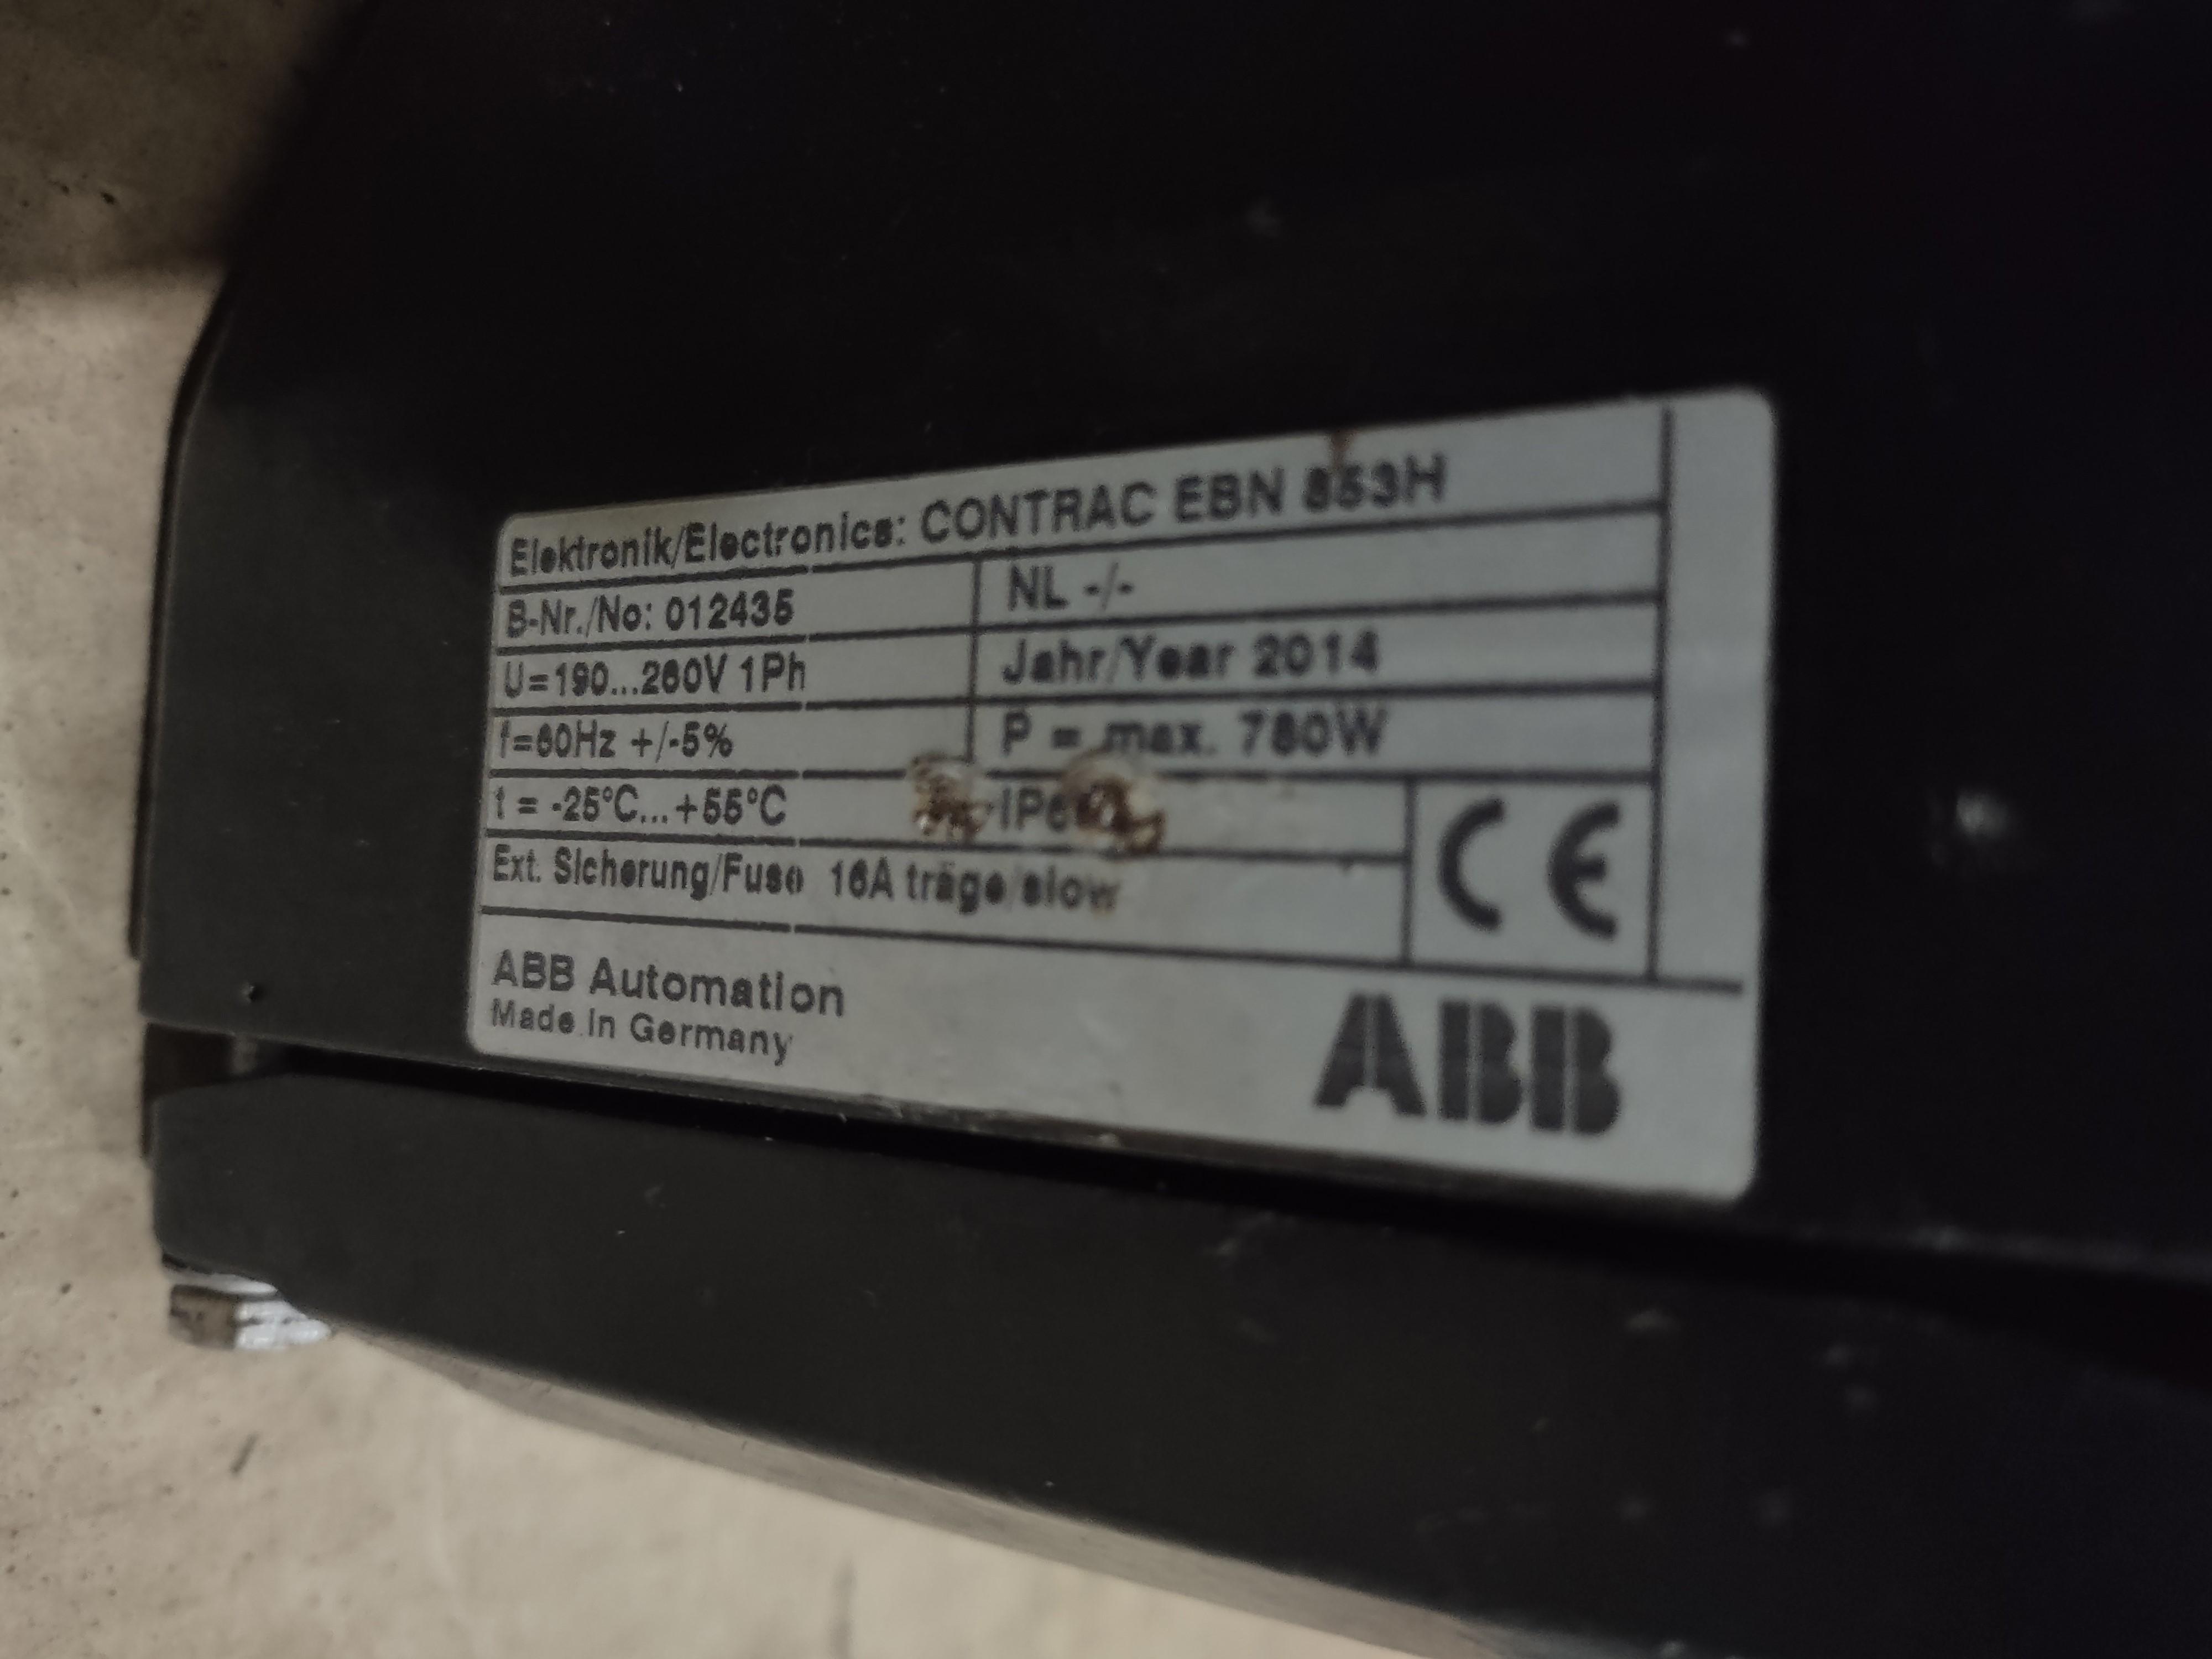 Elektronik/Electronics: CONTRAC EBN 853H
B-Nr./No: 012435
NL -/-
U=190...260V 1Ph
Jahr/Year 2014
f=60Hz +/-5%
P = max. 780W
t = -25°C...+55°C
Ext. Sicherung/Fuse 16A träge/slow
CE
ABB Automation
Made in Germany
ABB